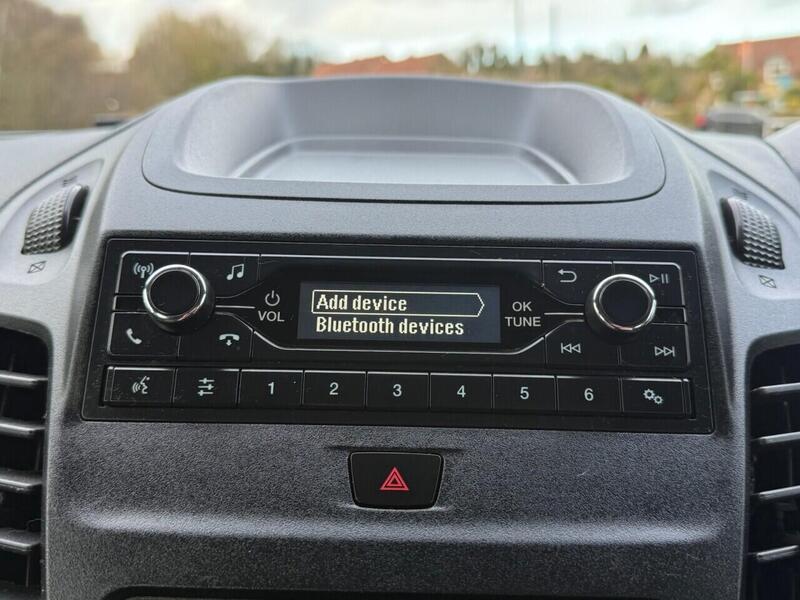 Add device
Bluetooth devices
VOL
OK
TUNE
1 2 3 4 5 6